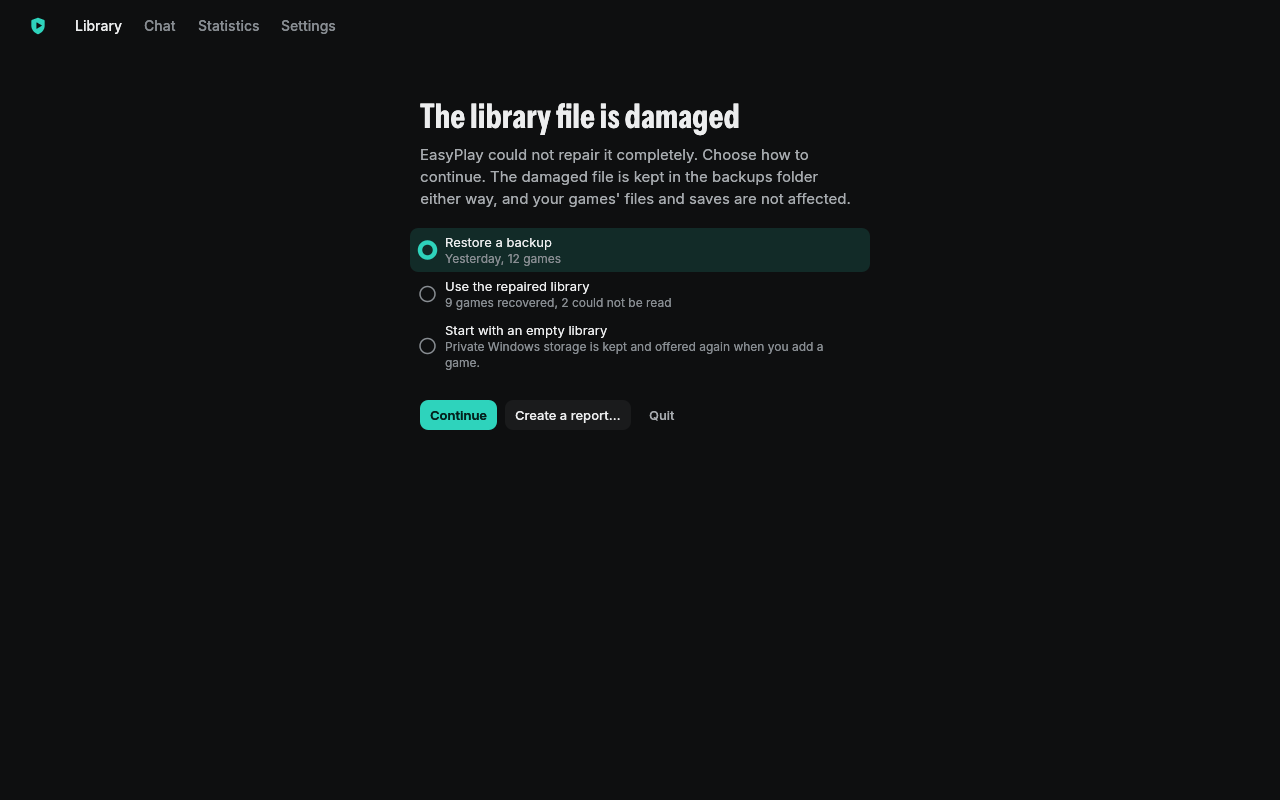 Library
Chat
Statistics
Settings
The library file is damaged
EasyPlay could not repair it completely. Choose how to
continue. The damaged file is kept in the backups folder
either way, and your games' files and saves are not affected.
Restore a backup
Yesterday, 12 games
Use the repaired library
9 games recovered, 2 could not be read
Start with an empty library
Private Windows storage is kept and offered again when you add a
game.
Continue
Create a report...
Quit